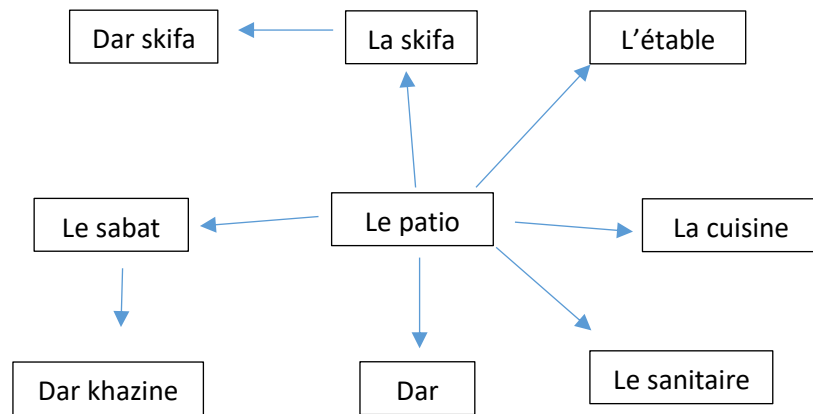 Dar skifa
La skifa
L’étable
Le sabat
Le patio
La cuisine
Dar khazine
Dar
Le sanitaire